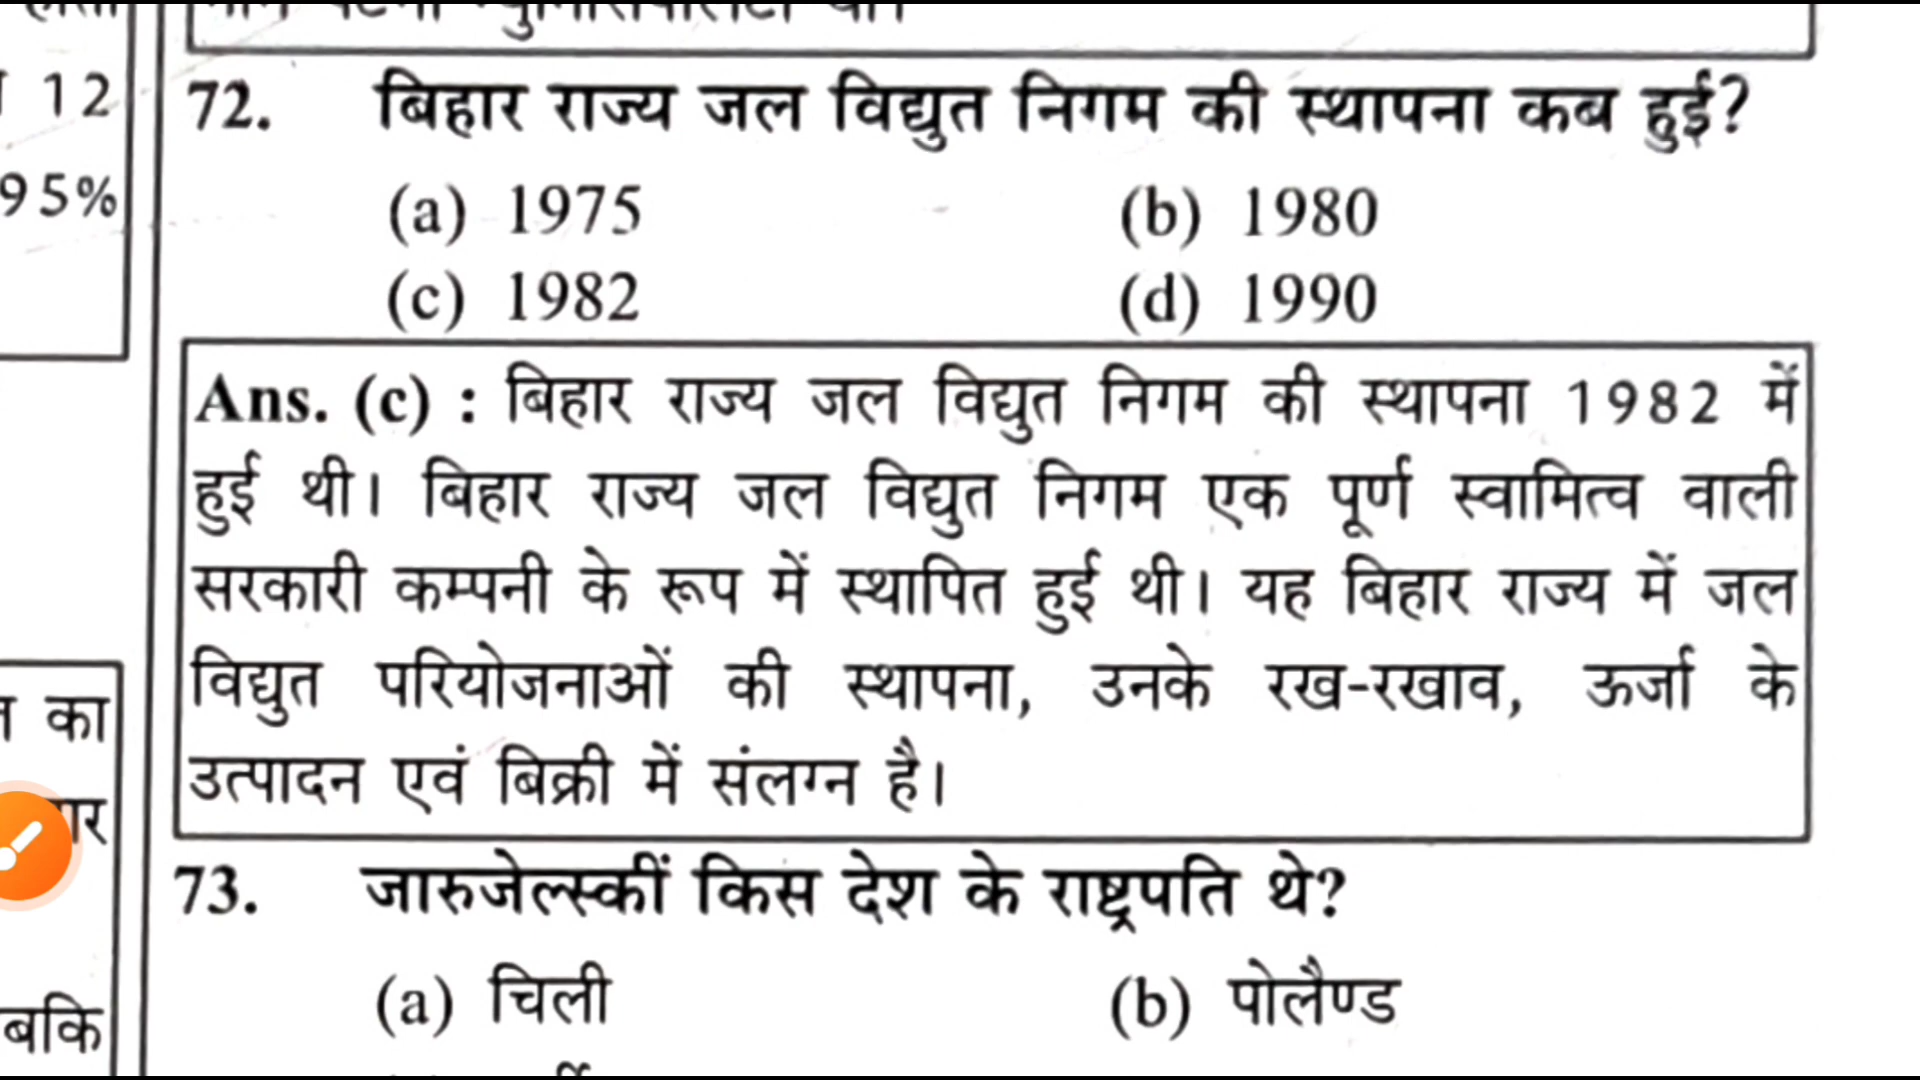 12
95%
72. बिहार राज्य जल विद्युत निगम की स्थापना कब हुई?
(a) 1975 (b) 1980
(c) 1982 (d) 1990
Ans. (c) : बिहार राज्य जल विद्युत निगम की स्थापना 1982 में
हुई थी। बिहार राज्य जल विद्युत निगम एक पूर्ण स्वामित्व वाली
सरकारी कम्पनी के रूप में स्थापित हुई थी। यह बिहार राज्य में जल
विद्युत परियोजनाओं की स्थापना, उनके रख-रखाव, ऊर्जा के
उत्पादन एवं बिक्री में संलग्न है।
का
73. जारुजेल्स्कीं किस देश के राष्ट्रपति थे?
(a) चिली (b) पोलैण्ड